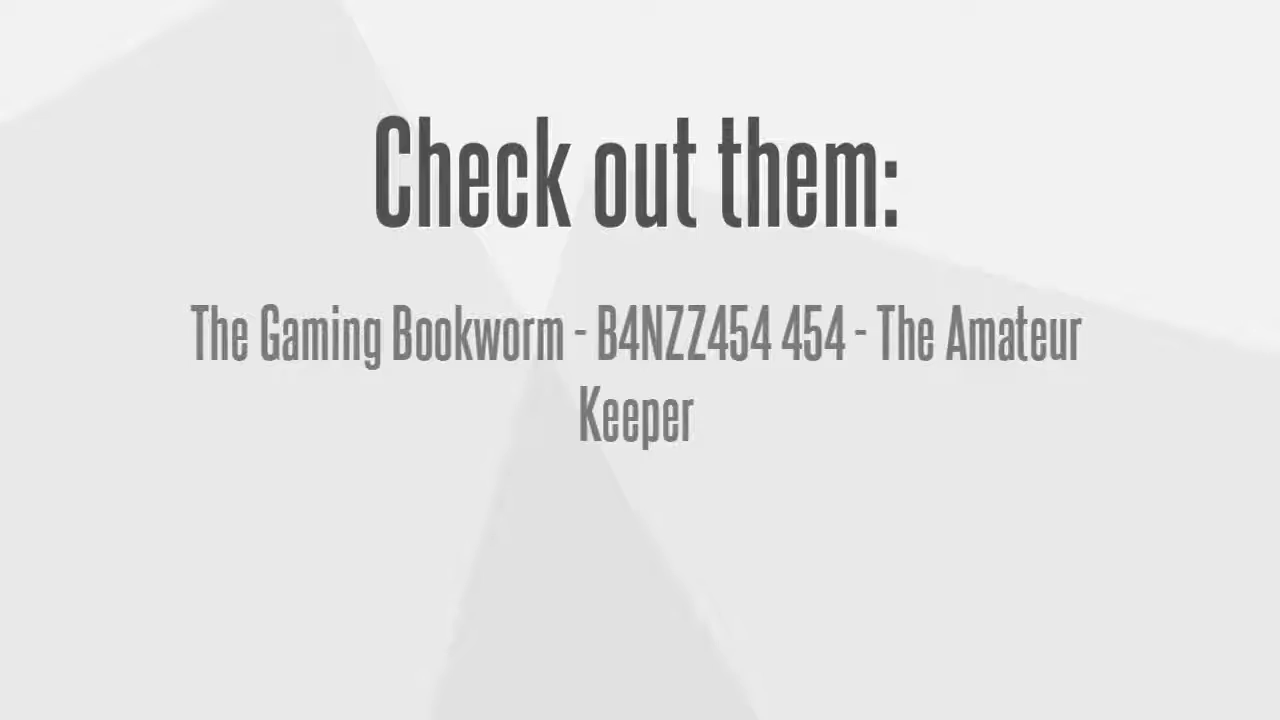 Check out them:
The Gaming Bookworm - B4NZZ454 454 - The Amateur
Keeper